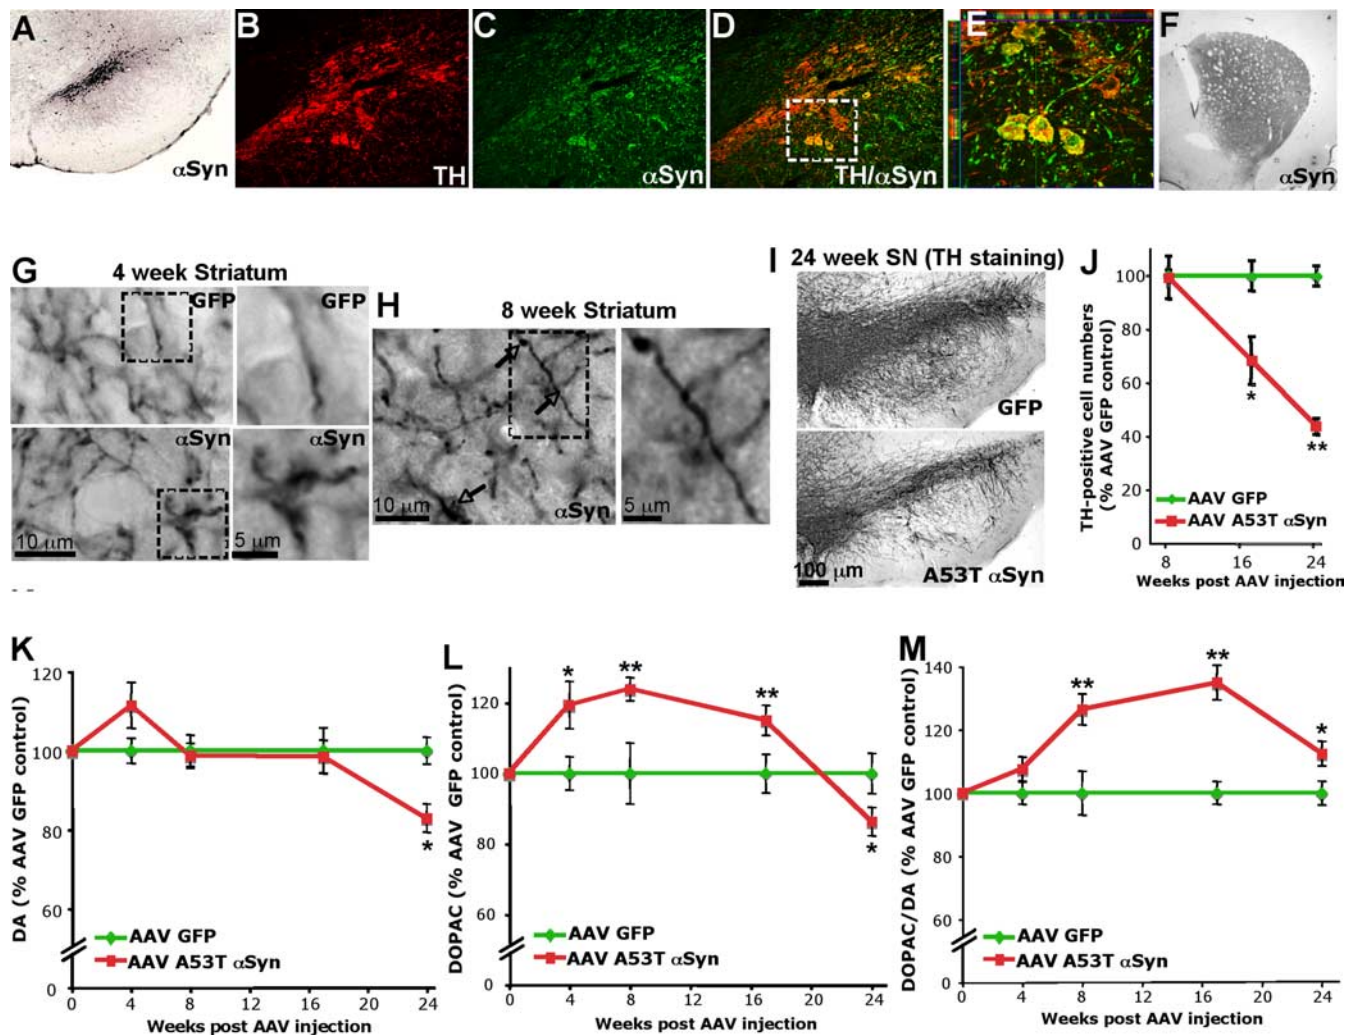 A
αSyn
B
TH
C
αSyn
D
TH/αSyn
E
F
αSyn
G
4 week Striatum
GFP
GFP
αSyn
αSyn
10 μm
5 μm
H
8 week Striatum
10 μm
αSyn
5 μm
I
24 week SN (TH staining)
GFP
100 μm
A53T αSyn
J
TH-positive cell numbers
(% AAV GFP control)
100
80
60
40
20
0
*
**
AAV GFP
AAV A53T αSyn
8 16 24
Weeks post AAV injection
K
DA (% AAV GFP control)
120
100
80
60
0
*
AAV GFP
AAV A53T αSyn
0 4 8 12 16 20 24
Weeks post AAV injection
L
DOPAC (% AAV GFP control)
120
100
80
60
0
* ** **
*
AAV GFP
AAV A53T αSyn
0 4 8 12 16 20 24
Weeks post AAV injection
M
DOPAC/DA (% AAV GFP control)
140
120
100
80
60
0
** **
*
AAV GFP
AAV A53T αSyn
0 4 8 12 16 20 24
Weeks post AAV injection